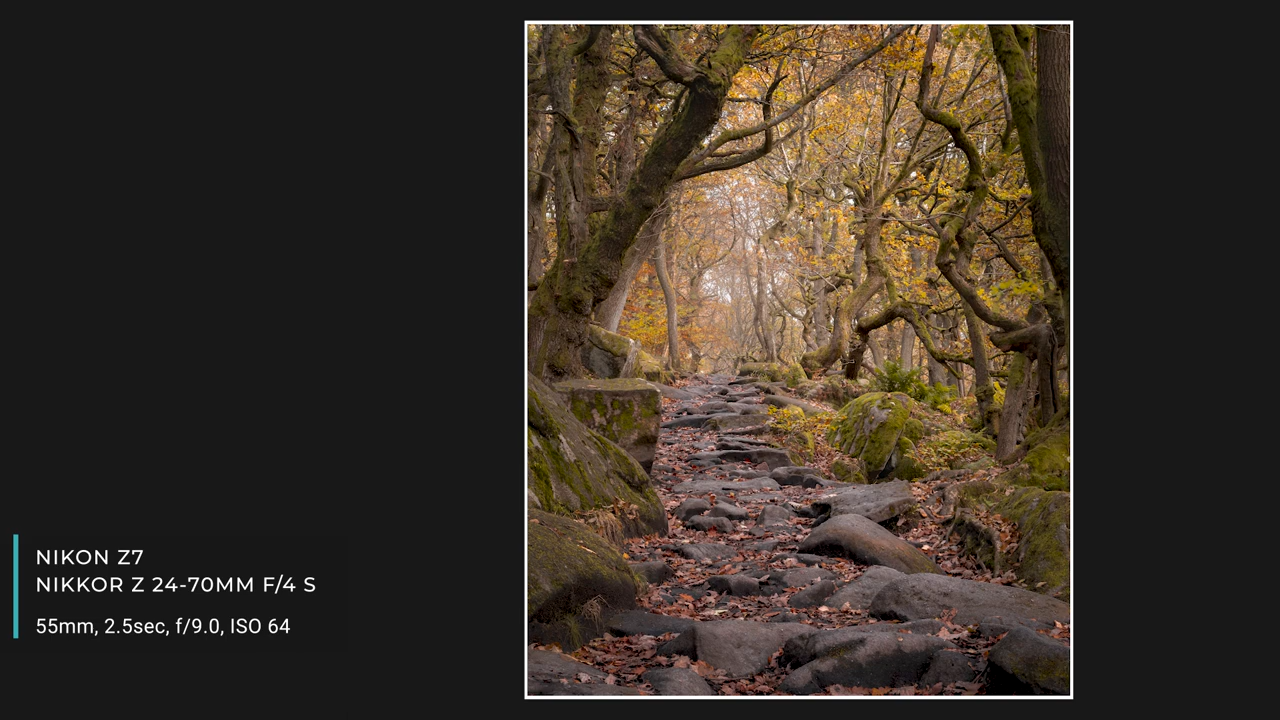 NIKON Z7
NIKKOR Z 24-70MM F/4 S
55mm, 2.5sec, f/9.0, ISO 64